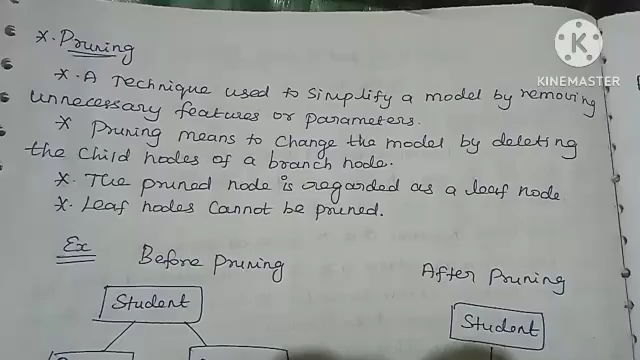 *. Pruning
*. A Technique used to simplify a model by removing
unnecessary features or parameters.
* Pruning means to change the model by deleting
the child nodes of a branch node.
*. The pruned node is regarded as a leaf node
*. Leaf nodes cannot be pruned.
Ex Before Pruning
After Pruning
Student
Student
KINEMASTER